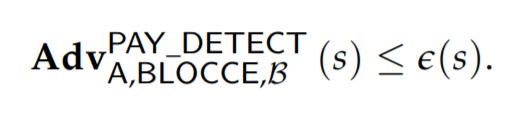 Adv^{PAY_DETECT}_{A,BLOCCE,ℬ}(s) ≤ ϵ(s).